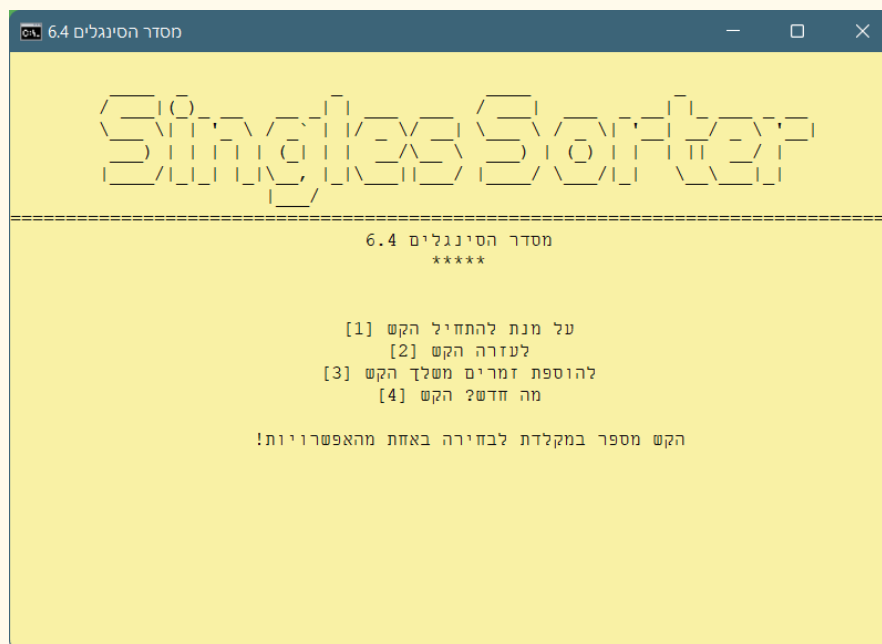 מסדר הסינגלים 6.4
Singles Sorter
================================================================================
מסדר הסינגלים 6.4
*****
על מנת להתחיל הקש [1]
לעזרה הקש [2]
להוספת זמרים משלך הקש [3]
מה חדש? הקש [4]
הקש מספר במקלדת לבחירה באחת מהאפשרויות!